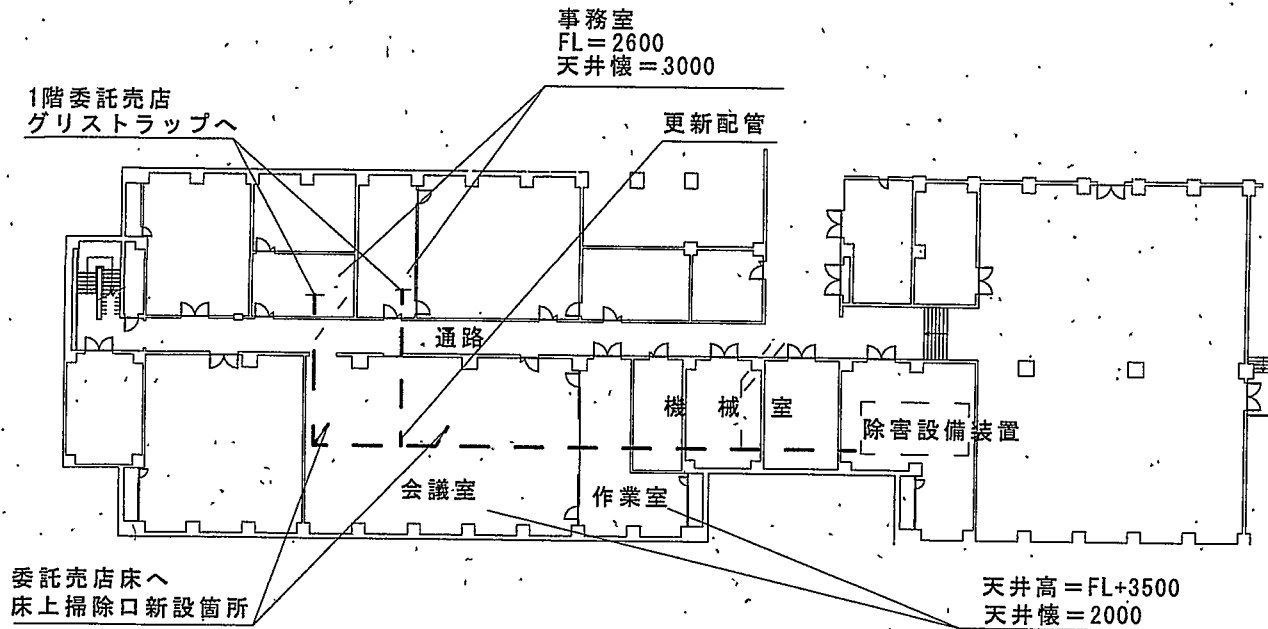 事務室
FL=2600
天井懐=3000
1階委託売店
グリストラップへ
更新配管
通路
機械室
除害設備装置
会議室
作業室
委託売店床へ
床上掃除口新設箇所
天井高=FL+3500
天井懐=2000